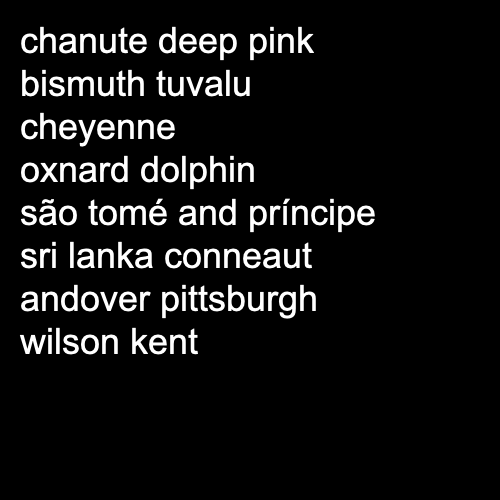 chanute deep pink
bismuth tuvalu
cheyenne
oxnard dolphin
são tomé and príncipe
sri lanka conneaut
andover pittsburgh
wilson kent